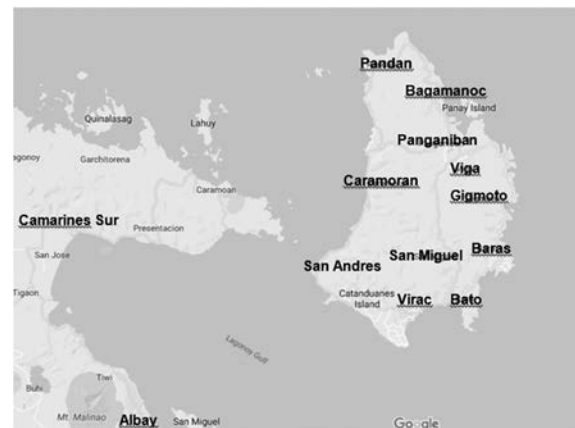 Pandan
Bagamanoc
Panay Island
Quinalasag
Lahuy
Panganiban
agonoy
Garchitorena
Viga
Caramoran
Caramoan
Gigmoto
Camarines Sur
Presentacion
San Jose
Baras
San Miguel
San Andres
Tigaon
Catanduanes
Island
Virac
Bato
Lagonoy Gulf
Tiwi
Buhi
Mt. Malinao
Albay
San Miguel
Google